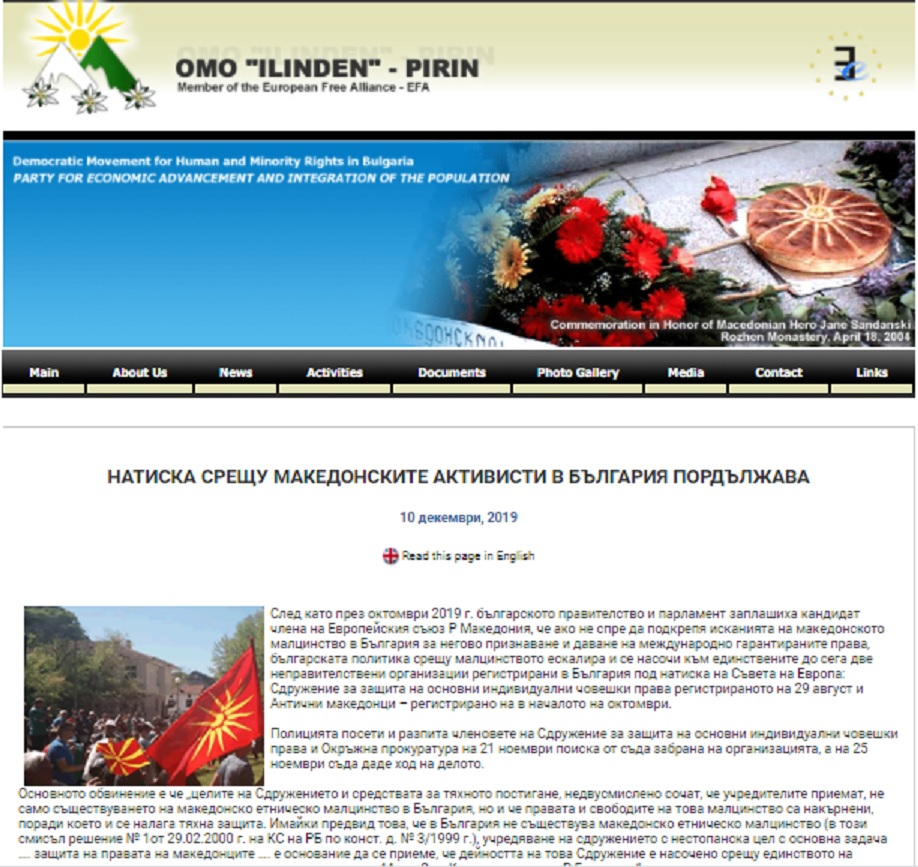 OMO "ILINDEN" - PIRIN
Member of the European Free Alliance - EFA
Democratic Movement for Human and Minority Rights in Bulgaria
PARTY FOR ECONOMIC ADVANCEMENT AND INTEGRATION OF THE POPULATION
Commemoration in Honor of Macedonian Hero Jane Sandanski
Rozhen Monastery, April 18, 2004
Main About Us News Activities Documents Photo Gallery Media Contact Links
НАТИСКА СРЕЩУ МАКЕДОНСКИТЕ АКТИВИСТИ В БЪЛГАРИЯ ПОРДЪЛЖАВА
10 декември, 2019
Read this page in English
След като през октомври 2019 г. българското правителство и парламент заплашиха кандидат
члена на Европейския съюз Р Македония, че ако не спре да подкрепя исканията на македонското
малцинство в България за негово признаване и даване на международно гарантираните права,
българската политика срещу малцинството ескалира и се насочи към единствените до сега две
неправителствени организации регистрирани в България под натиска на Съвета на Европа:
Сдружение за защита на основни индивидуални човешки права регистрираното на 29 август и
Антични македонци – регистрирано на в началото на октомври.
Полицията посети и разпита членовете на Сдружение за защита на основни индивидуални човешки
права и Окръжна прокуратура на 21 ноември поиска от съда забрана на организацията, а на 25
ноември съда даде ход на делото.
Основното обвинение е че „целите на Сдружението и средствата за тяхното постигане, недвусмислено сочат, че учредителите приемат, не
само съществуването на македонско етническо малцинство в България, но и че правата и свободите на това малцинство са накърнени,
поради което и се налага тяхна защита. Имайки предвид това, че в България не съществува македонско етническо малцинство (в този
смисъл решение № 1от 29.02.2000 г. на КС на РБ по конст. д. № 3/1999 г.), учредяване на сдружението с нестопанска цел с основна задача
.... защита на правата на македонците .... е основание да се приеме, че дейността на това Сдружение е насочено срещу единството на